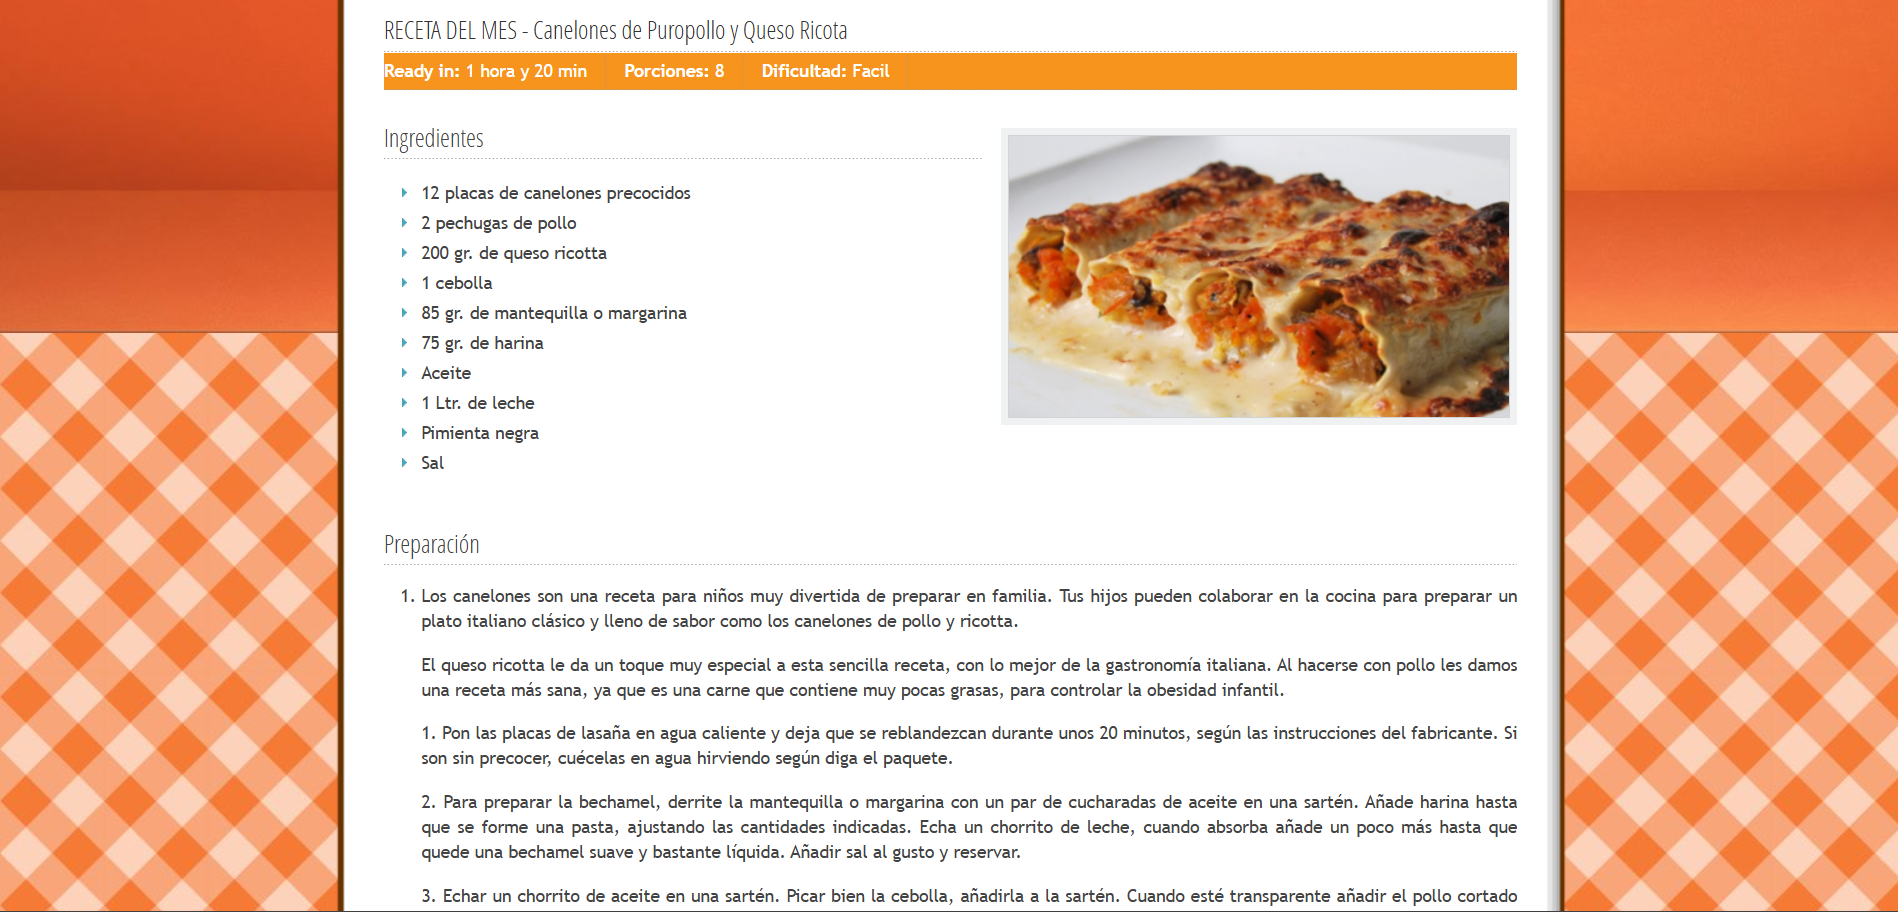 RECETA DEL MES - Canelones de Puropollo y Queso Ricota
Ready in: 1 hora y 20 min Porciones: 8 Dificultad: Facil
Ingredientes
12 placas de canelones precocidos
2 pechugas de pollo
200 gr. de queso ricotta
1 cebolla
85 gr. de mantequilla o margarina
75 gr. de harina
Aceite
1 Ltr. de leche
Pimienta negra
Sal
Preparación
1. Los canelones son una receta para niños muy divertida de preparar en familia. Tus hijos pueden colaborar en la cocina para preparar un
plato italiano clásico y lleno de sabor como los canelones de pollo y ricotta.
El queso ricotta le da un toque muy especial a esta sencilla receta, con lo mejor de la gastronomía italiana. Al hacerse con pollo les damos
una receta más sana, ya que es una carne que contiene muy pocas grasas, para controlar la obesidad infantil.
1. Pon las placas de lasaña en agua caliente y deja que se reblandezcan durante unos 20 minutos, según las instrucciones del fabricante. Si
son sin precocer, cuécelas en agua hirviendo según diga el paquete.
2. Para preparar la bechamel, derrite la mantequilla o margarina con un par de cucharadas de aceite en una sartén. Añade harina hasta
que se forme una pasta, ajustando las cantidades indicadas. Echa un chorrito de leche, cuando absorba añade un poco más hasta que
quede una bechamel suave y bastante líquida. Añadir sal al gusto y reservar.
3. Echar un chorrito de aceite en una sartén. Picar bien la cebolla, añadirla a la sartén. Cuando esté transparente añadir el pollo cortado